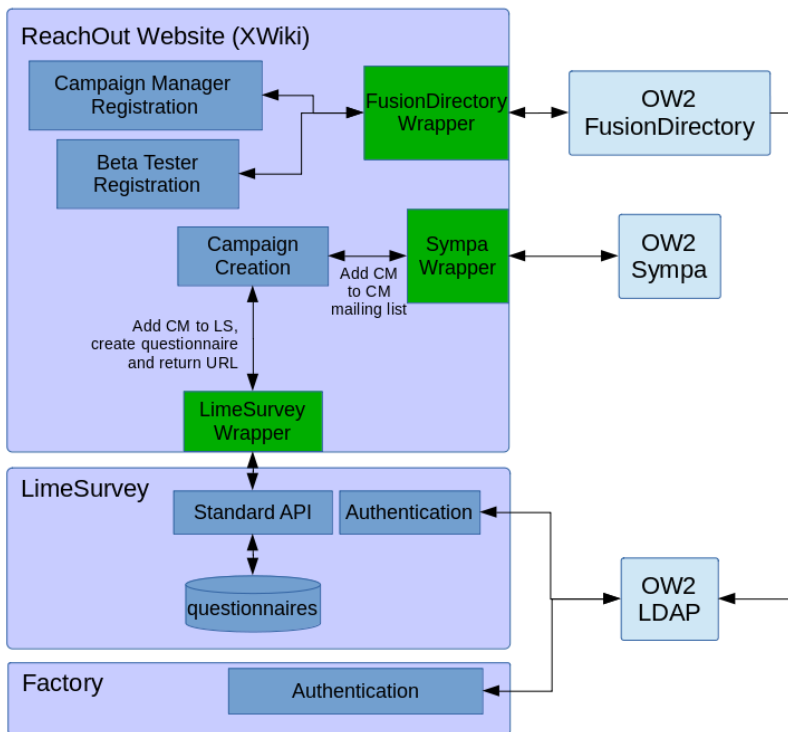 ReachOut Website (XWiki)
Campaign Manager
Registration
FusionDirectory
Wrapper
OW2
FusionDirectory
Beta Tester
Registration
Campaign
Creation
Sympa
Wrapper
OW2
Sympa
Add CM
to CM
mailing list
Add CM to LS,
create questionnaire
and return URL
LimeSurvey
Wrapper
LimeSurvey
Standard API
Authentication
questionnaires
OW2
LDAP
Factory
Authentication